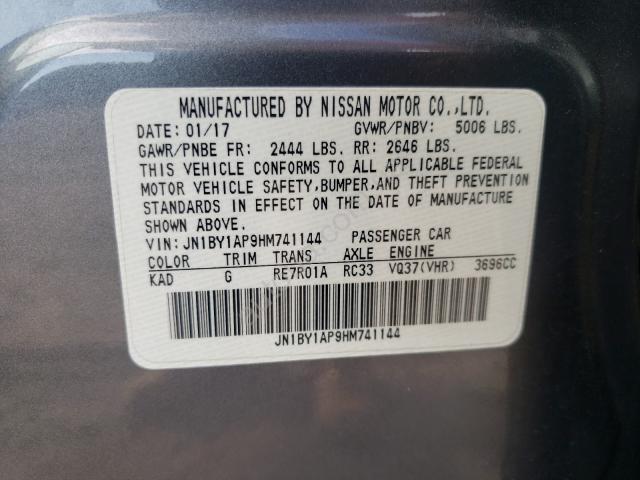 MANUFACTURED BY NISSAN MOTOR CO.,LTD.
DATE: 01/17 GVWR/PNBV: 5006 LBS.
GAWR/PNBE FR: 2444 LBS. RR: 2646 LBS.
THIS VEHICLE CONFORMS TO ALL APPLICABLE FEDERAL
MOTOR VEHICLE SAFETY,BUMPER,AND THEFT PREVENTION
STANDARDS IN EFFECT ON THE DATE OF MANUFACTURE
SHOWN ABOVE.
VIN: JN1BY1AP9HM741144 PASSENGER CAR
COLOR TRIM TRANS AXLE ENGINE
KAD G RE7R01A RC33 VQ37(VHR) 3696CC
JN1BY1AP9HM741144